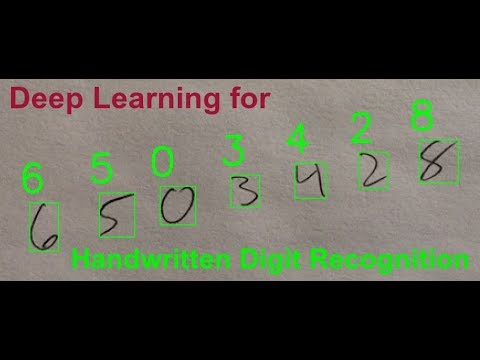 Deep Learning for
6 5 0 3 4 2 8
6 5 0 3 4 2 8
Handwritten Digit Recognition